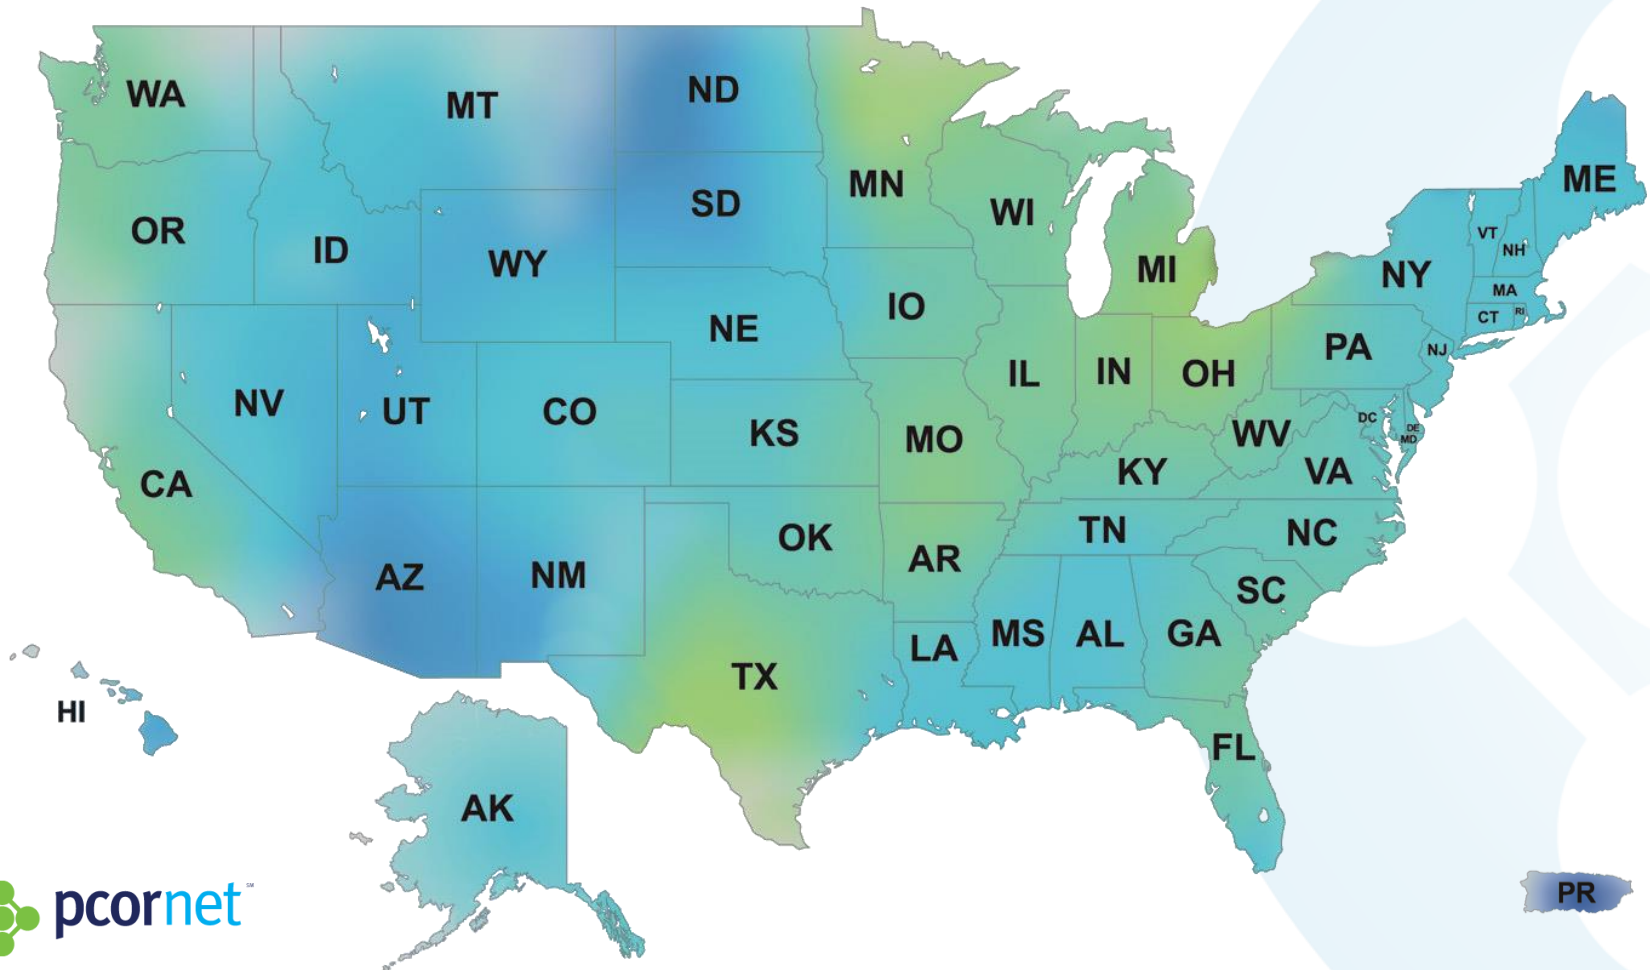 WA
MT
ND
MN
WI
MI
ME
VT
NH
NY
MA
CT
RI
OR
ID
WY
SD
IO
NE
PA
NJ
NV
UT
CO
KS
MO
IL
IN
OH
WV
DC
DE
MD
VA
KY
CA
AZ
NM
OK
AR
TN
NC
SC
TX
LA
MS
AL
GA
FL
HI
AK
PR
pcornet℠